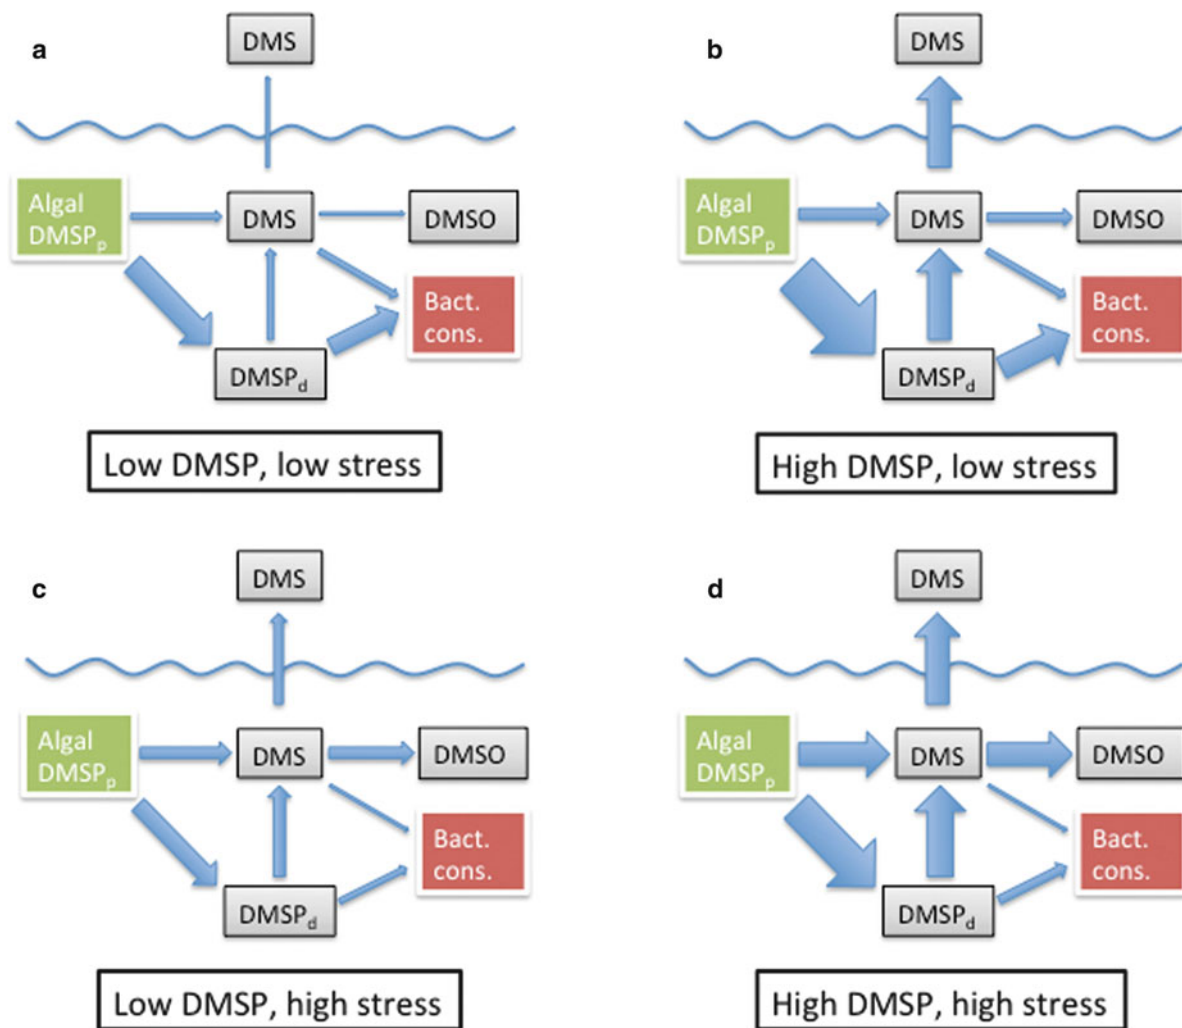 a
DMS
Algal
DMSPp
DMS
DMSO
Bact.
cons.
DMSPd
Low DMSP, low stress
b
DMS
Algal
DMSPp
DMS
DMSO
Bact.
cons.
DMSPd
High DMSP, low stress
c
DMS
Algal
DMSPp
DMS
DMSO
Bact.
cons.
DMSPd
Low DMSP, high stress
d
DMS
Algal
DMSPp
DMS
DMSO
Bact.
cons.
DMSPd
High DMSP, high stress